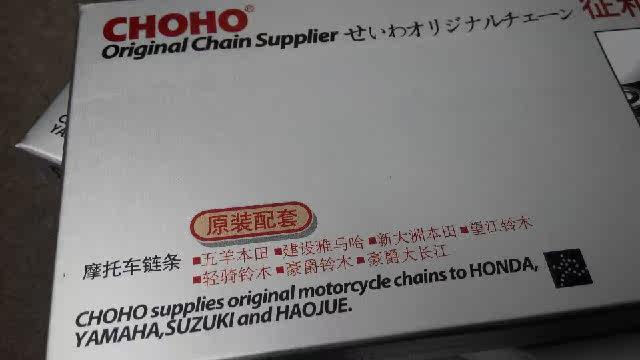 CHOHO®
Original Chain Supplier せいわオリジナルチェーン
征和
原装配套
摩托车链条
■五羊本田 ■建设雅马哈 ■新大洲本田 ■望江铃木
■轻骑铃木 ■豪爵铃木 ■豪爵大长江
CHOHO supplies original motorcycle chains to HONDA,
YAMAHA,SUZUKI and HAOJUE.